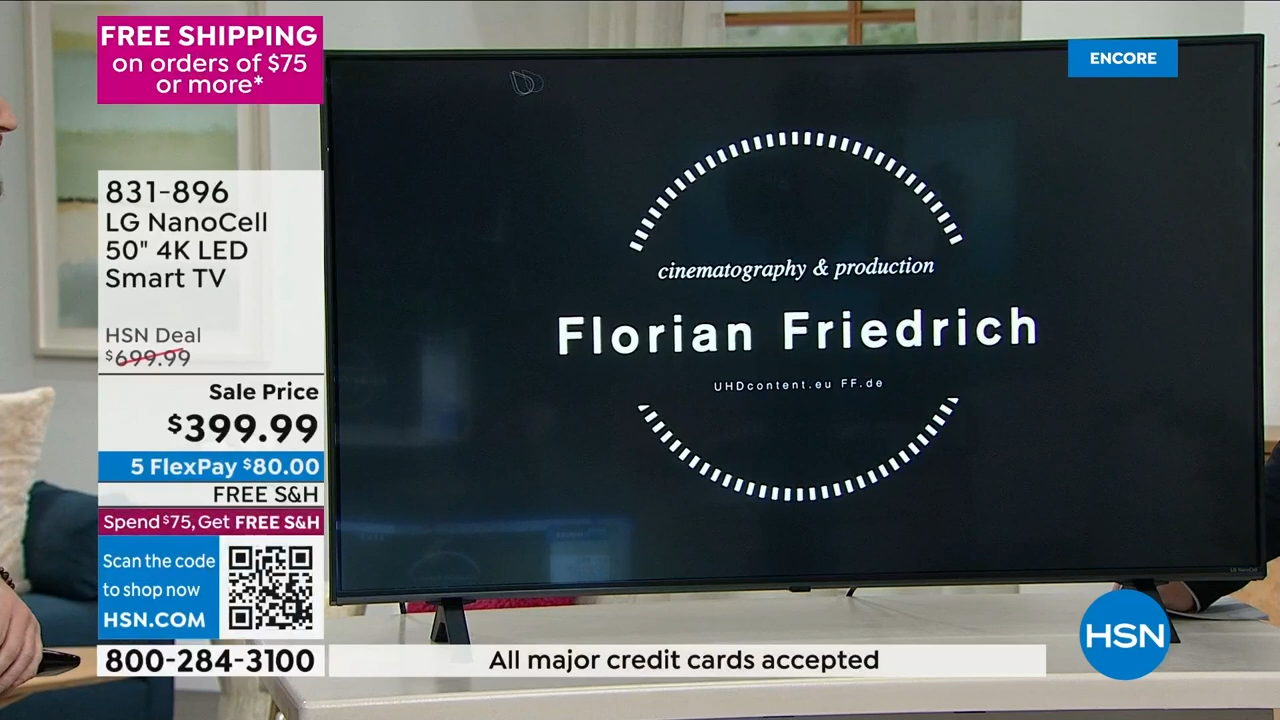 FREE SHIPPING
on orders of $75
or more*
ENCORE
831-896
LG NanoCell
50" 4K LED
Smart TV
HSN Deal
$699.99
Sale Price
$399.99
5 FlexPay $80.00
FREE S&H
Spend $75, Get FREE S&H
Scan the code
to shop now
HSN.COM
800-284-3100
All major credit cards accepted
cinematography & production
Florian Friedrich
UHDcontent.eu FF.de
LG NanoCell
HSN